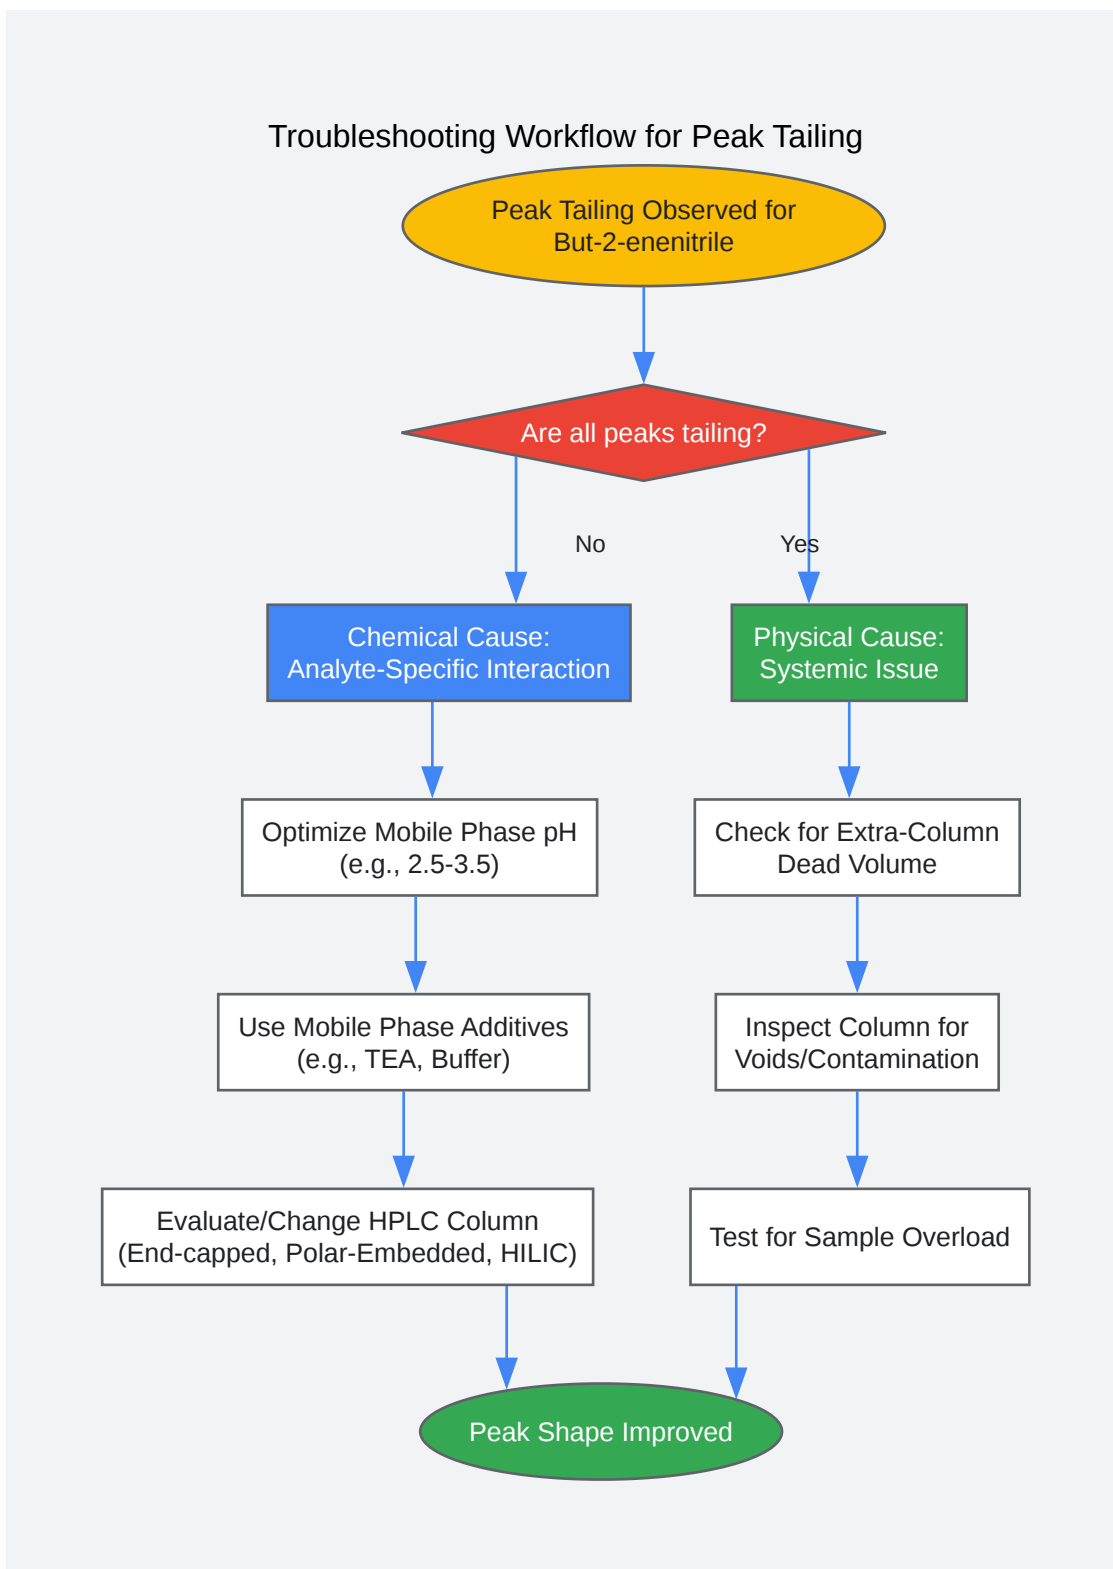 Troubleshooting Workflow for Peak Tailing
Peak Tailing Observed for
But-2-enenitrile
Are all peaks tailing?
No
Yes
Chemical Cause:
Analyte-Specific Interaction
Physical Cause:
Systemic Issue
Optimize Mobile Phase pH
(e.g., 2.5-3.5)
Check for Extra-Column
Dead Volume
Use Mobile Phase Additives
(e.g., TEA, Buffer)
Inspect Column for
Voids/Contamination
Evaluate/Change HPLC Column
(End-capped, Polar-Embedded, HILIC)
Test for Sample Overload
Peak Shape Improved